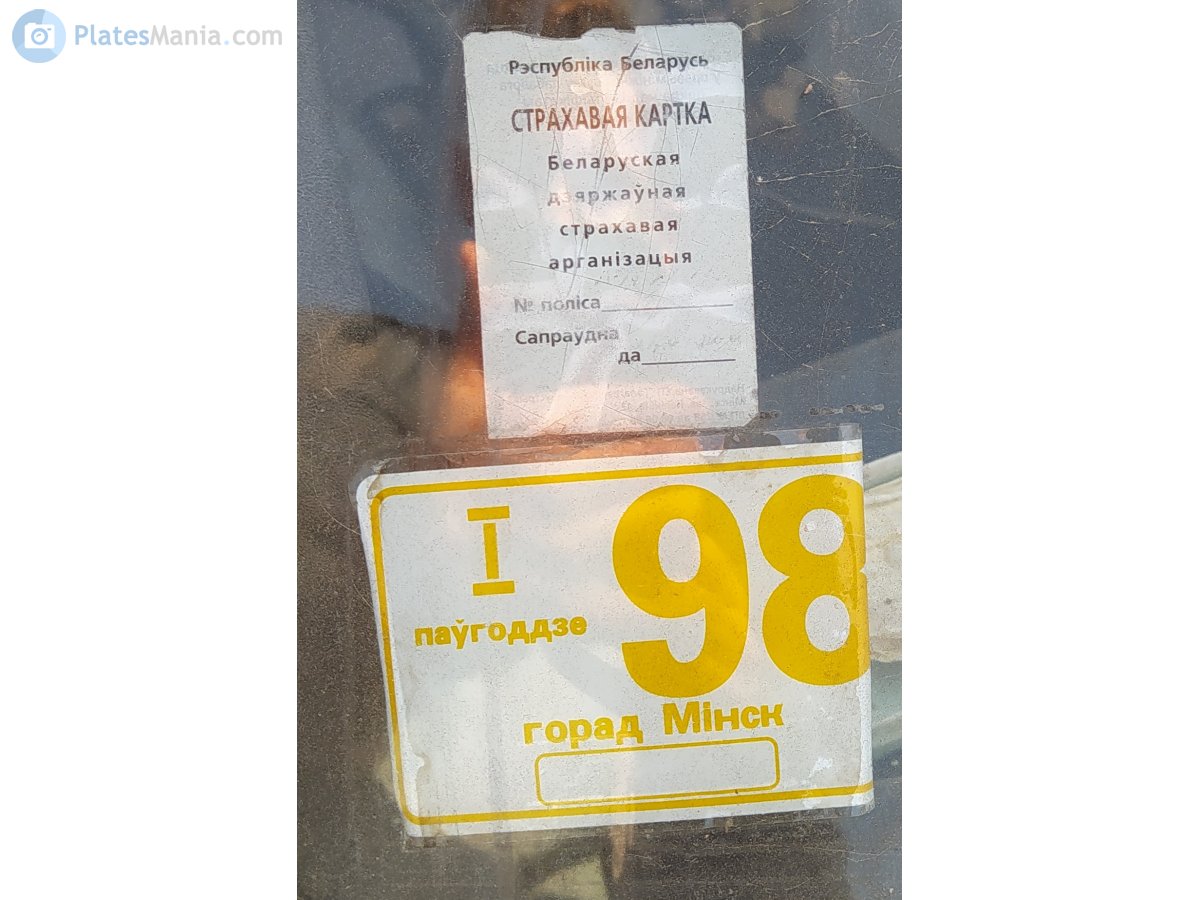 PlatesMania.com
Рэспубліка Беларусь
СТРАХАВАЯ КАРТКА
Беларуская
дзяржаўная
страхавая
арганізацыя
№ поліса
Сапраўдна
да
I
98
паўгоддзе
горад Мінск